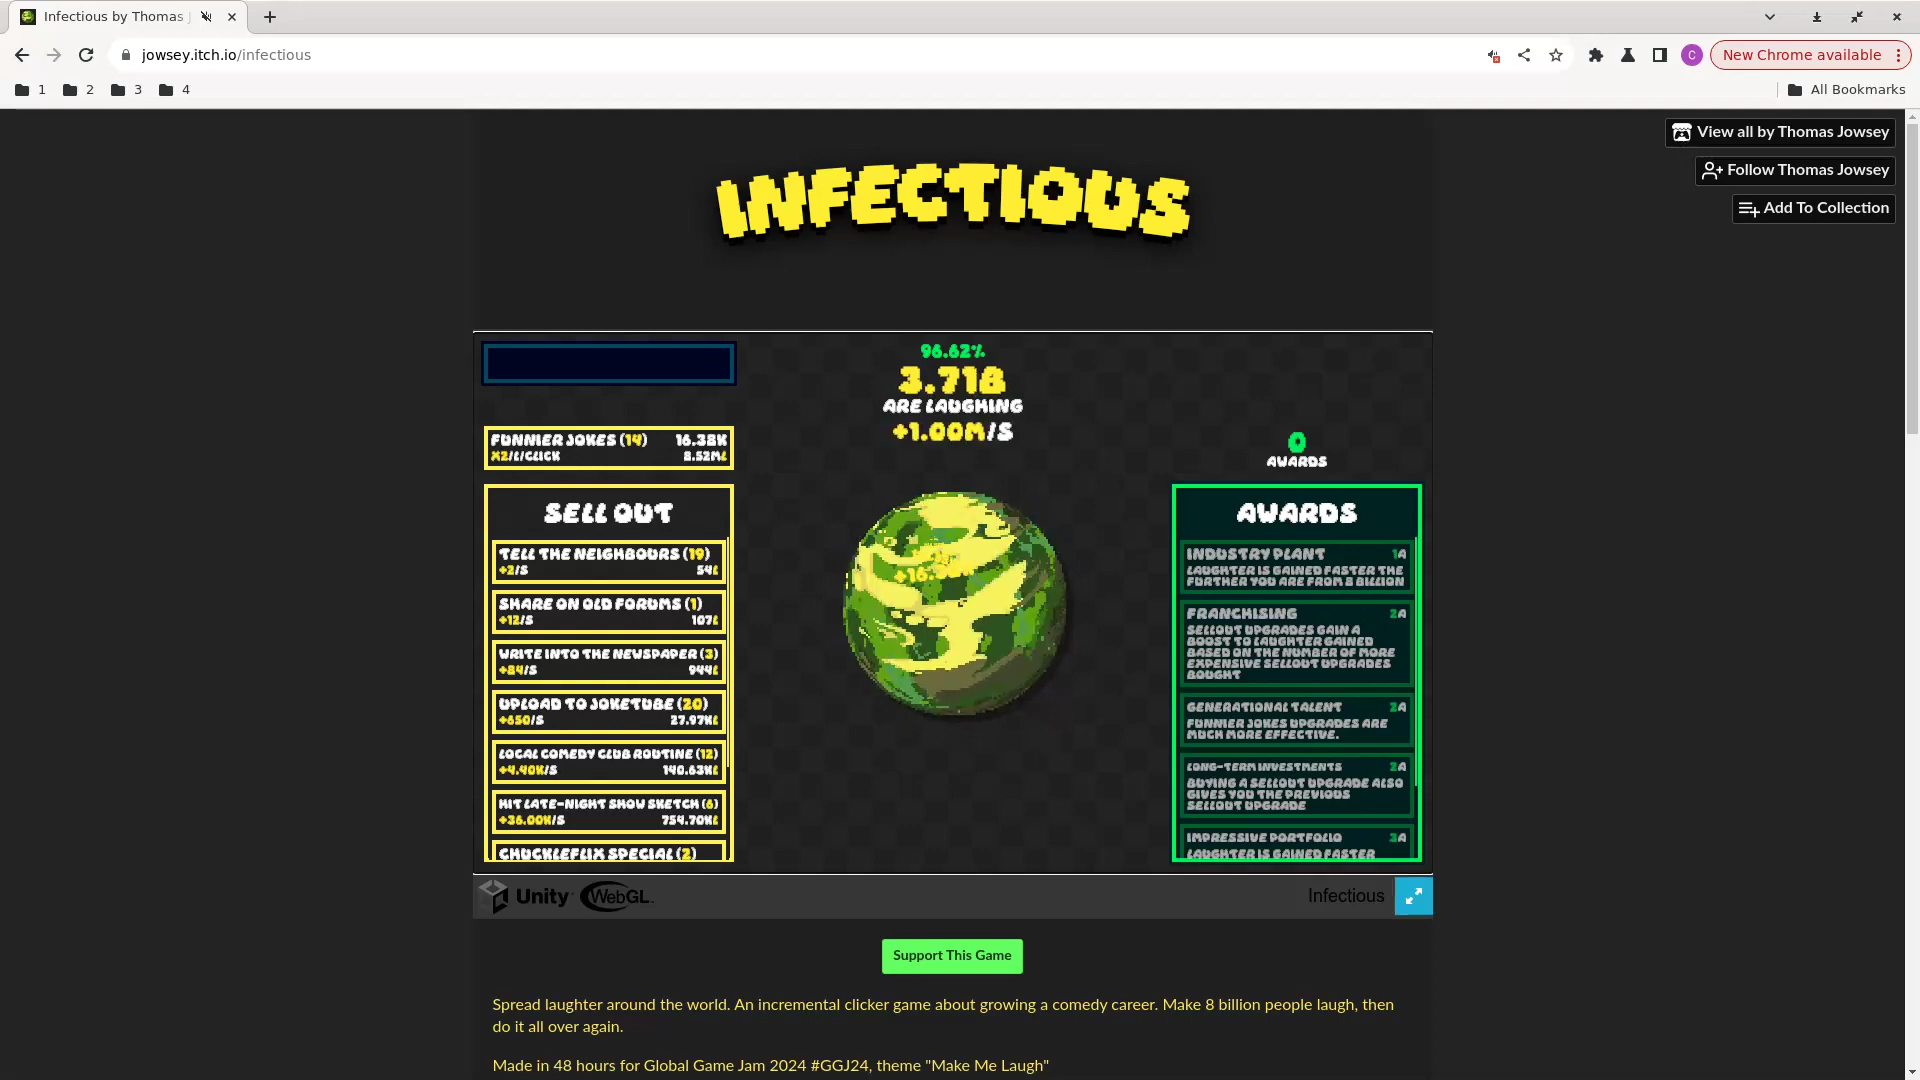 Infectious by Thomas J
jowsey.itch.io/infectious
C
New Chrome available
1
2
3
4
All Bookmarks
View all by Thomas Jowsey
Follow Thomas Jowsey
Add To Collection
INFECTIOUS
96.62%
3.71B
ARE LAUGHING
+1.00M/S
FUNNIER JOKES (14) 16.38K
X2/L/CLICK 8.52ML
0
AWARDS
SELL OUT
TELL THE NEIGHBOURS (19)
+2/S 54L
SHARE ON OLD FORUMS (1)
+12/S 107L
WRITE INTO THE NEWSPAPER (3)
+84/S 944L
UPLOAD TO JOKETUBE (20)
+650/S 27.97KL
LOCAL COMEDY CLUB ROUTINE (12)
+4.40K/S 140.63KL
HIT LATE-NIGHT SHOW SKETCH (6)
+36.00K/S 754.70KL
CHUCKLEFLIX SPECIAL (2)
AWARDS
INDUSTRY PLANT 1A
LAUGHTER IS GAINED FASTER THE
FURTHER YOU ARE FROM 8 BILLION
FRANCHISING 2A
SELLOUT UPGRADES GAIN A
BOOST TO LAUGHTER GAINED
BASED ON THE NUMBER OF MORE
EXPENSIVE SELLOUT UPGRADES
BOUGHT
GENERATIONAL TALENT 2A
FUNNIER JOKES UPGRADES ARE
MUCH MORE EFFECTIVE.
LONG-TERM INVESTMENTS 2A
BUYING A SELLOUT UPGRADE ALSO
GIVES YOU THE PREVIOUS
SELLOUT UPGRADE
IMPRESSIVE PORTFOLIO 3A
LAUGHTER IS GAINED FASTER
Unity WebGL
Infectious
Support This Game
Spread laughter around the world. An incremental clicker game about growing a comedy career. Make 8 billion people laugh, then
do it all over again.
Made in 48 hours for Global Game Jam 2024 #GGJ24, theme "Make Me Laugh"